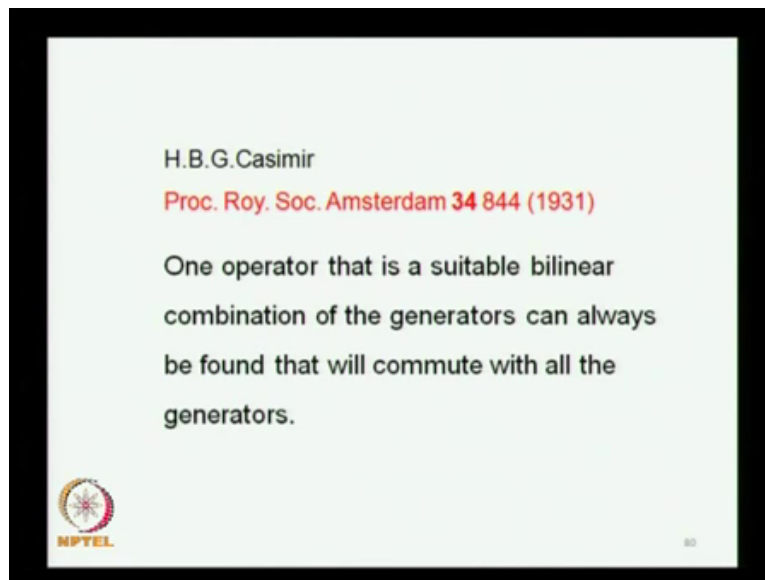 H.B.G.Casimir
Proc. Roy. Soc. Amsterdam 34 844 (1931)
One operator that is a suitable bilinear
combination of the generators can always
be found that will commute with all the
generators.
NPTEL
80